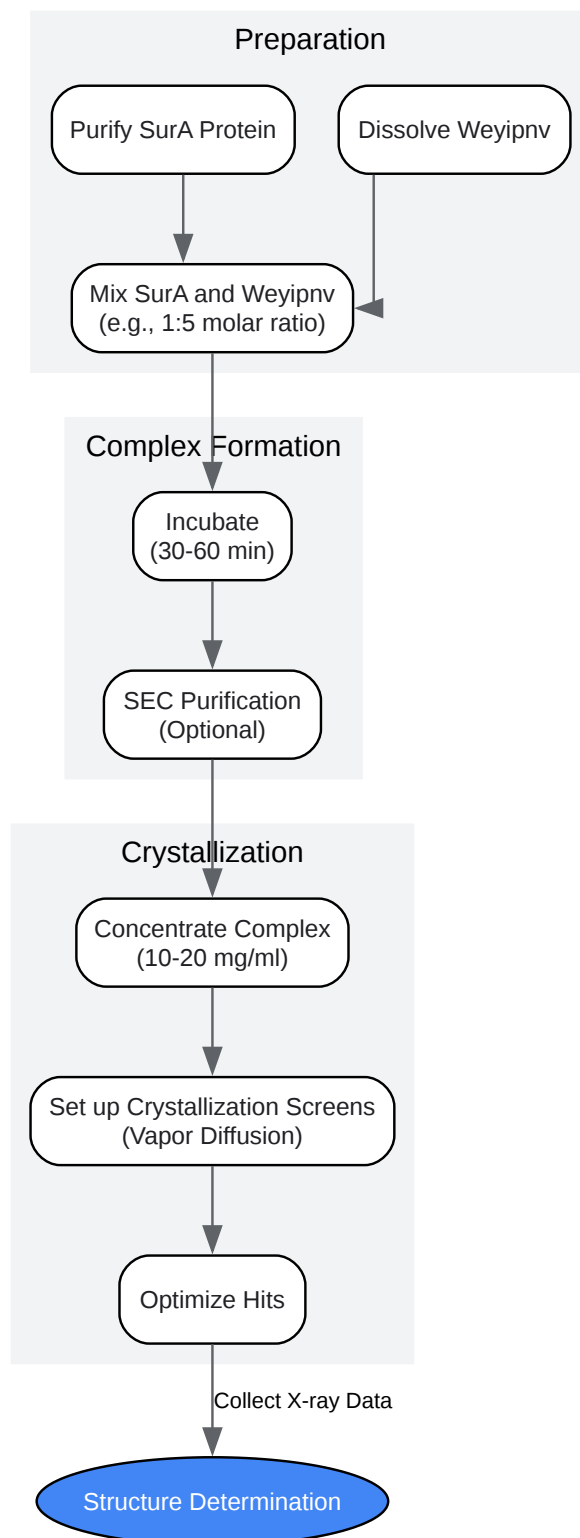 Preparation
Purify SurA Protein
Dissolve Weyipnv
Mix SurA and Weyipnv
(e.g., 1:5 molar ratio)
Complex Formation
Incubate
(30-60 min)
SEC Purification
(Optional)
Crystallization
Concentrate Complex
(10-20 mg/ml)
Set up Crystallization Screens
(Vapor Diffusion)
Optimize Hits
Collect X-ray Data
Structure Determination